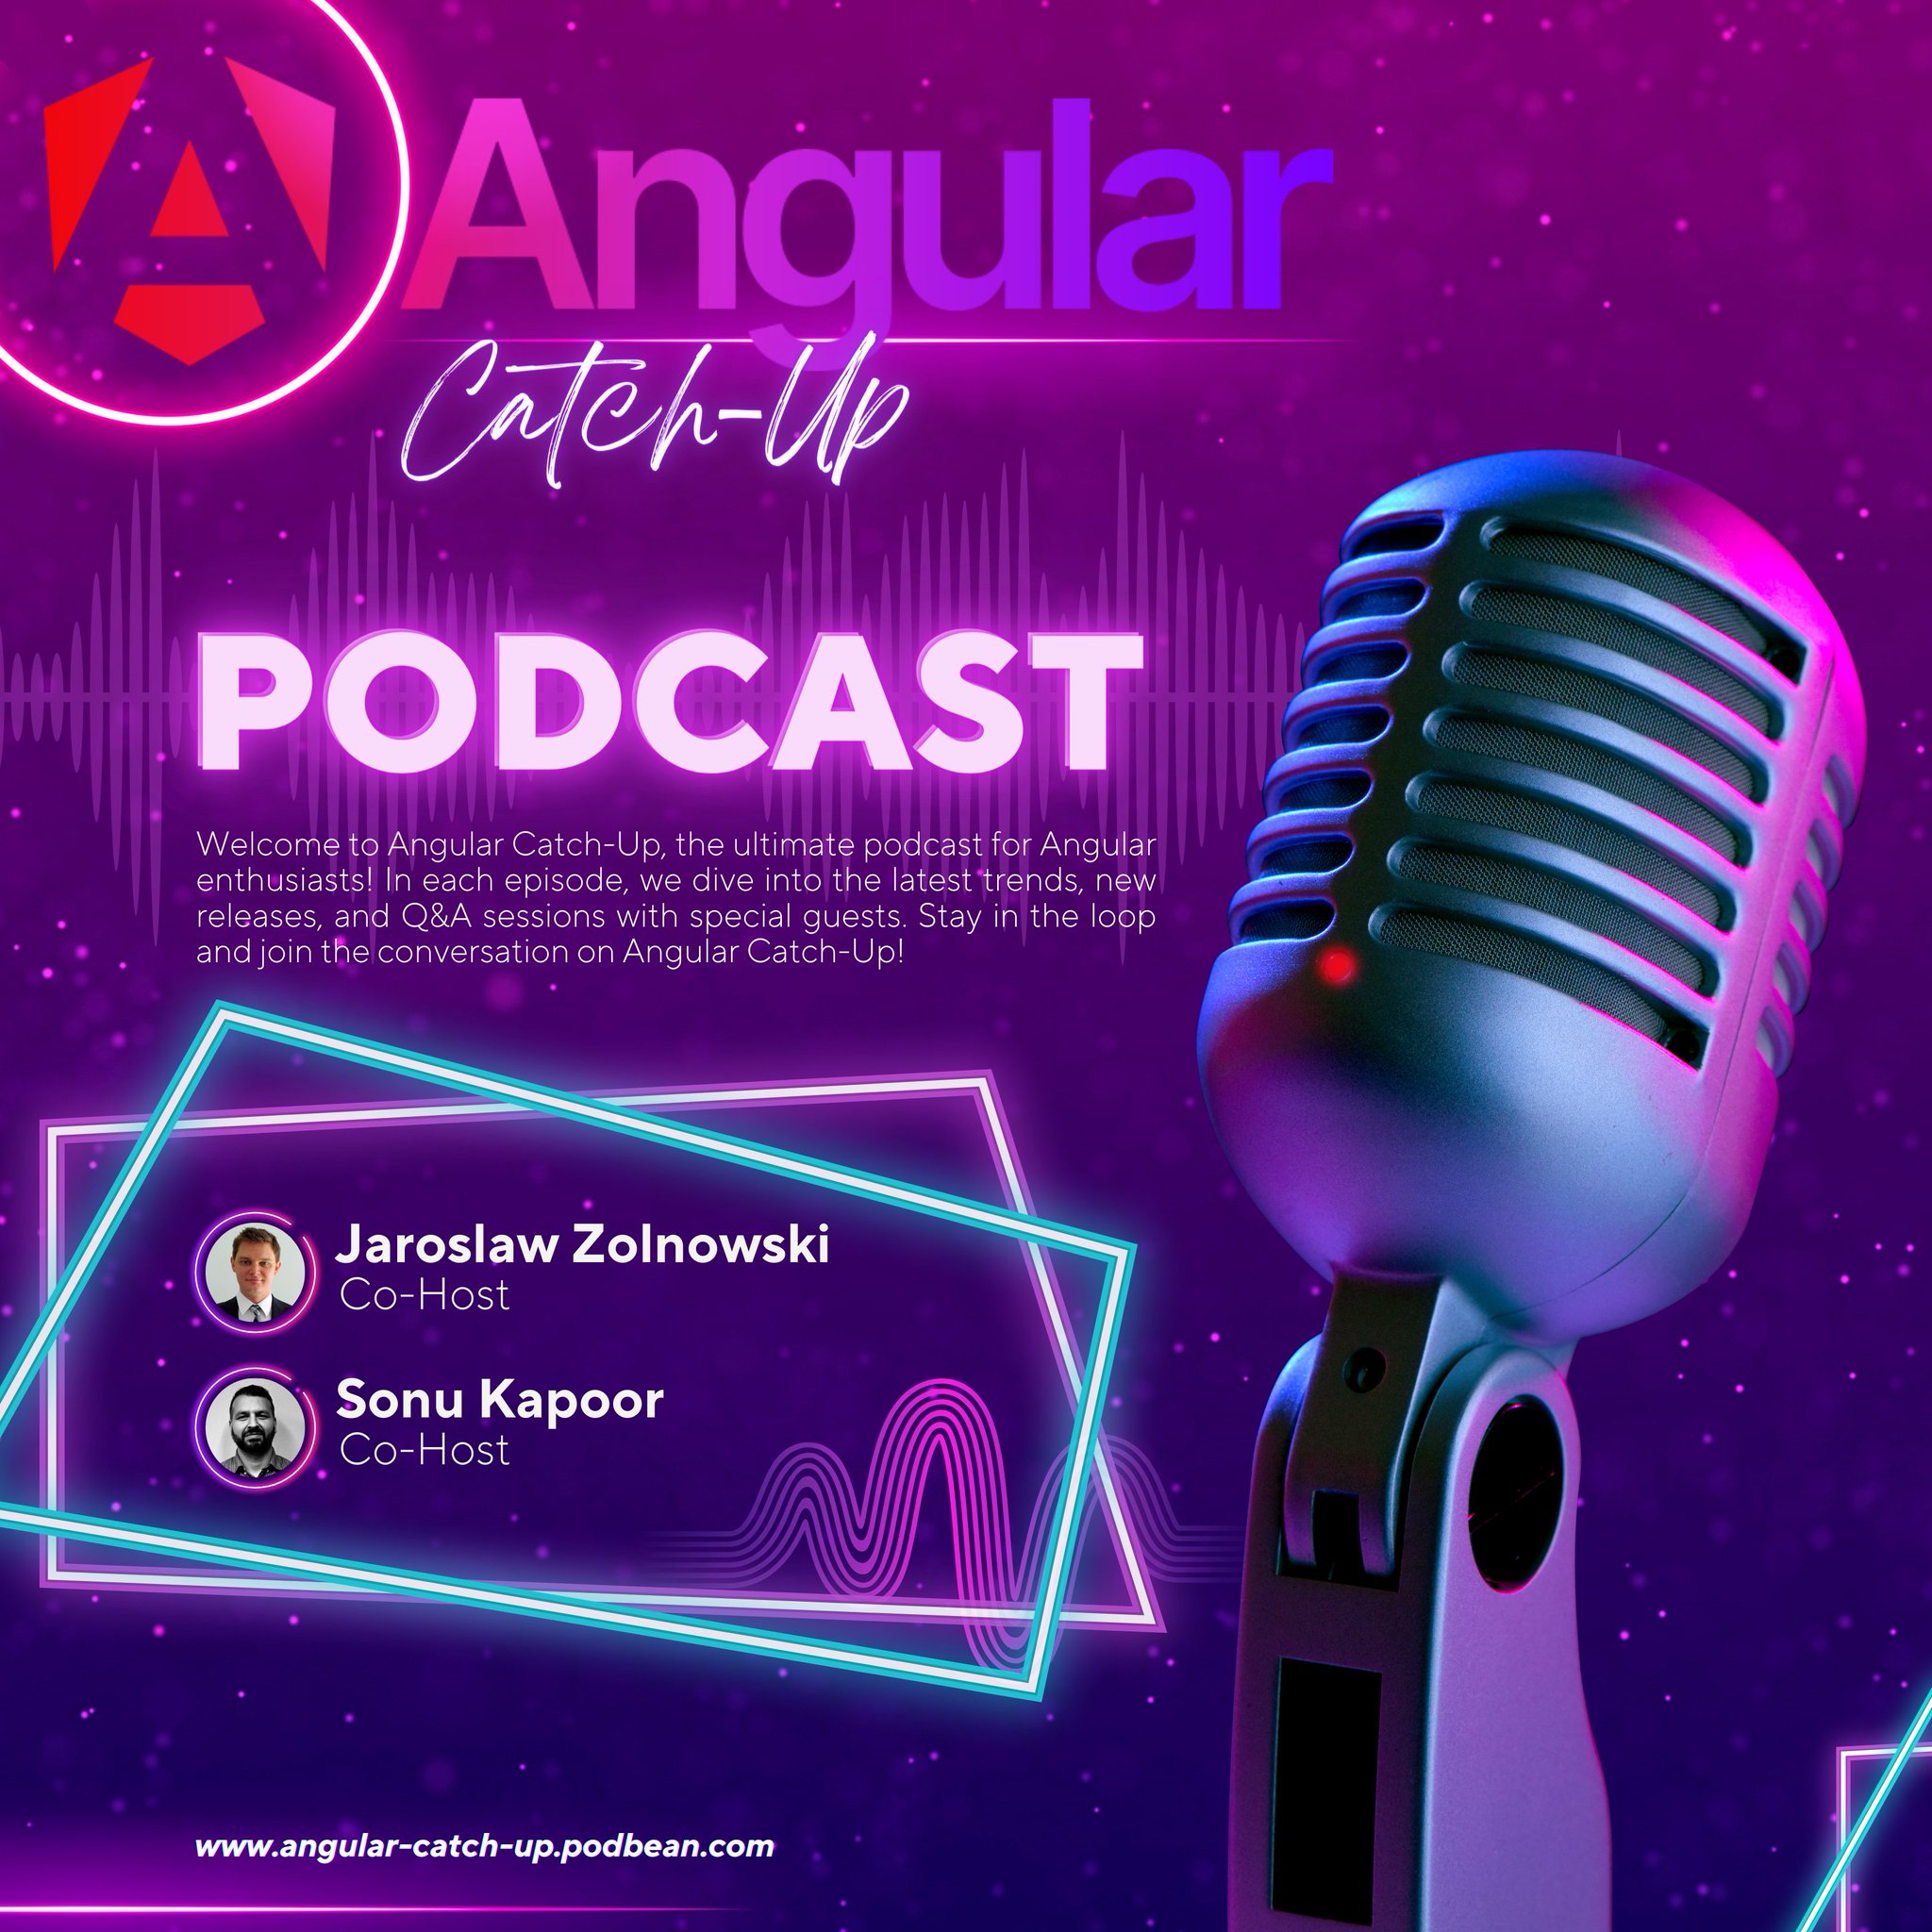 Angular
Catch-Up
PODCAST
Welcome to Angular Catch-Up, the ultimate podcast for Angular
enthusiasts! In each episode, we dive into the latest trends, new
releases, and Q&A sessions with special guests. Stay in the loop
and join the conversation on Angular Catch-Up!
Jaroslaw Zolnowski
Co-Host
Sonu Kapoor
Co-Host
www.angular-catch-up.podbean.com